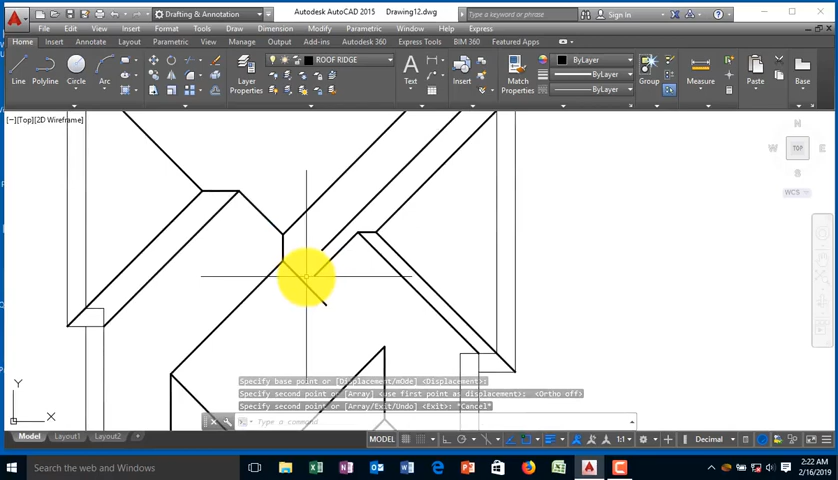 Drafting & Annotation
Autodesk AutoCAD 2015 Drawing12.dwg
Type a keyword or phrase
Sign In
File Edit View Insert Format Tools Draw Dimension Modify Parametric Window Help Express
Home Insert Annotate Layout Parametric View Manage Output Add-ins Autodesk 360 Express Tools BIM 360 Featured Apps
ROOF RIDGE
ByLayer
ByLayer
ByLayer
Line Polyline Circle Arc Layer Properties Text Insert Match Properties Group Measure Paste Base
[−][Top][2D Wireframe]
N
W TOP E
S
WCS
Y
X
Specify base point or [Displacement/mOde] <Displacement>:
Specify second point or [Array] <use first point as displacement>: <Ortho off>
Specify second point or [Array/Exit/Undo] <Exit>: *Cancel*
Type a command
Model Layout1 Layout2 +
MODEL 1:1 Decimal
Search the web and Windows
2:22 AM
2/16/2019